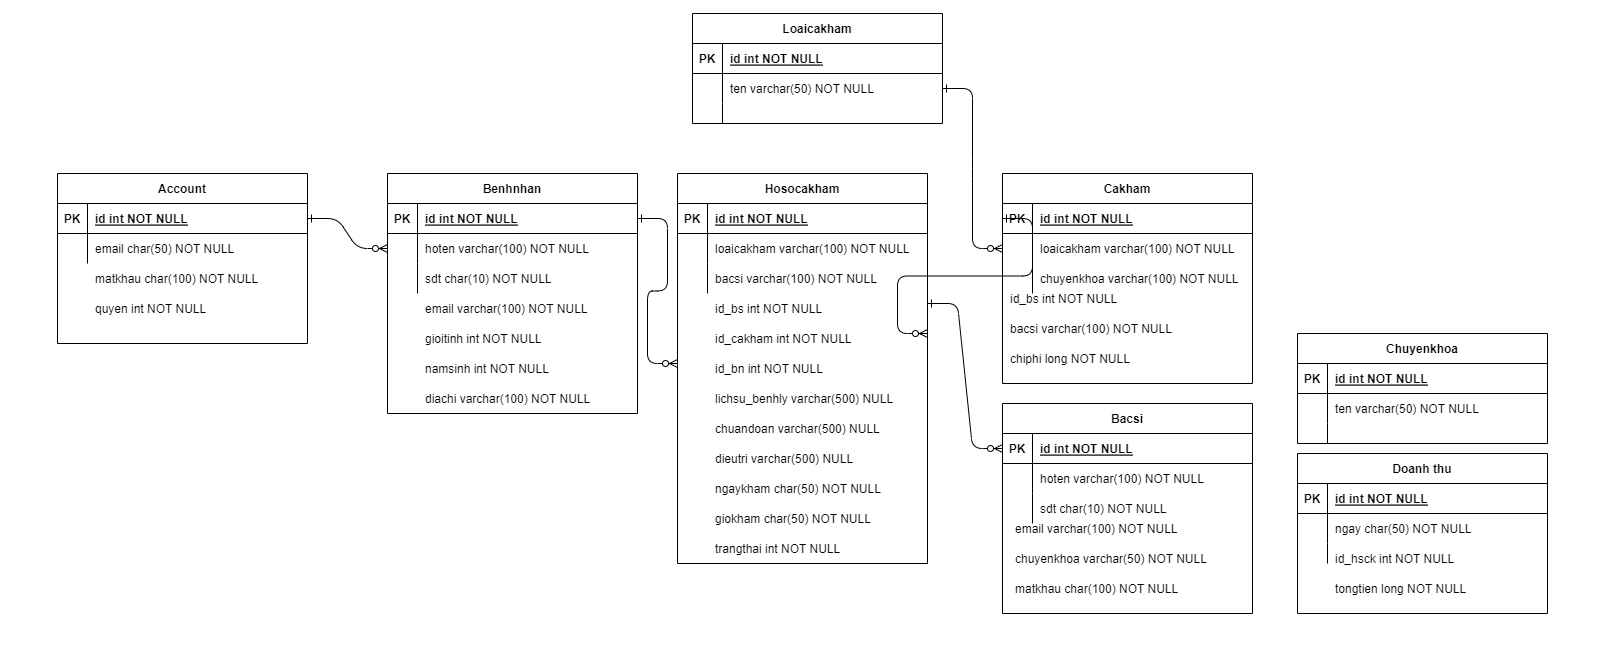 Loaicakham
PK id int NOT NULL
ten varchar(50) NOT NULL
Account
PK id int NOT NULL
email char(50) NOT NULL
matkhau char(100) NOT NULL
quyen int NOT NULL
Benhnhan
PK id int NOT NULL
hoten varchar(100) NOT NULL
sdt char(10) NOT NULL
email varchar(100) NOT NULL
gioitinh int NOT NULL
namsinh int NOT NULL
diachi varchar(100) NOT NULL
Hosocakham
PK id int NOT NULL
loaicakham varchar(100) NOT NULL
bacsi varchar(100) NOT NULL
id_bs int NOT NULL
id_cakham int NOT NULL
id_bn int NOT NULL
lichsu_benhly varchar(500) NULL
chuandoan varchar(500) NULL
dieutri varchar(500) NULL
ngaykham char(50) NOT NULL
giokham char(50) NOT NULL
trangthai int NOT NULL
Cakham
PK id int NOT NULL
loaicakham varchar(100) NOT NULL
chuyenkhoa varchar(100) NOT NULL
id_bs int NOT NULL
bacsi varchar(100) NOT NULL
chiphi long NOT NULL
Bacsi
PK id int NOT NULL
hoten varchar(100) NOT NULL
sdt char(10) NOT NULL
email varchar(100) NOT NULL
chuyenkhoa varchar(50) NOT NULL
matkhau char(100) NOT NULL
Chuyenkhoa
PK id int NOT NULL
ten varchar(50) NOT NULL
Doanh thu
PK id int NOT NULL
ngay char(50) NOT NULL
id_hsck int NOT NULL
tongtien long NOT NULL